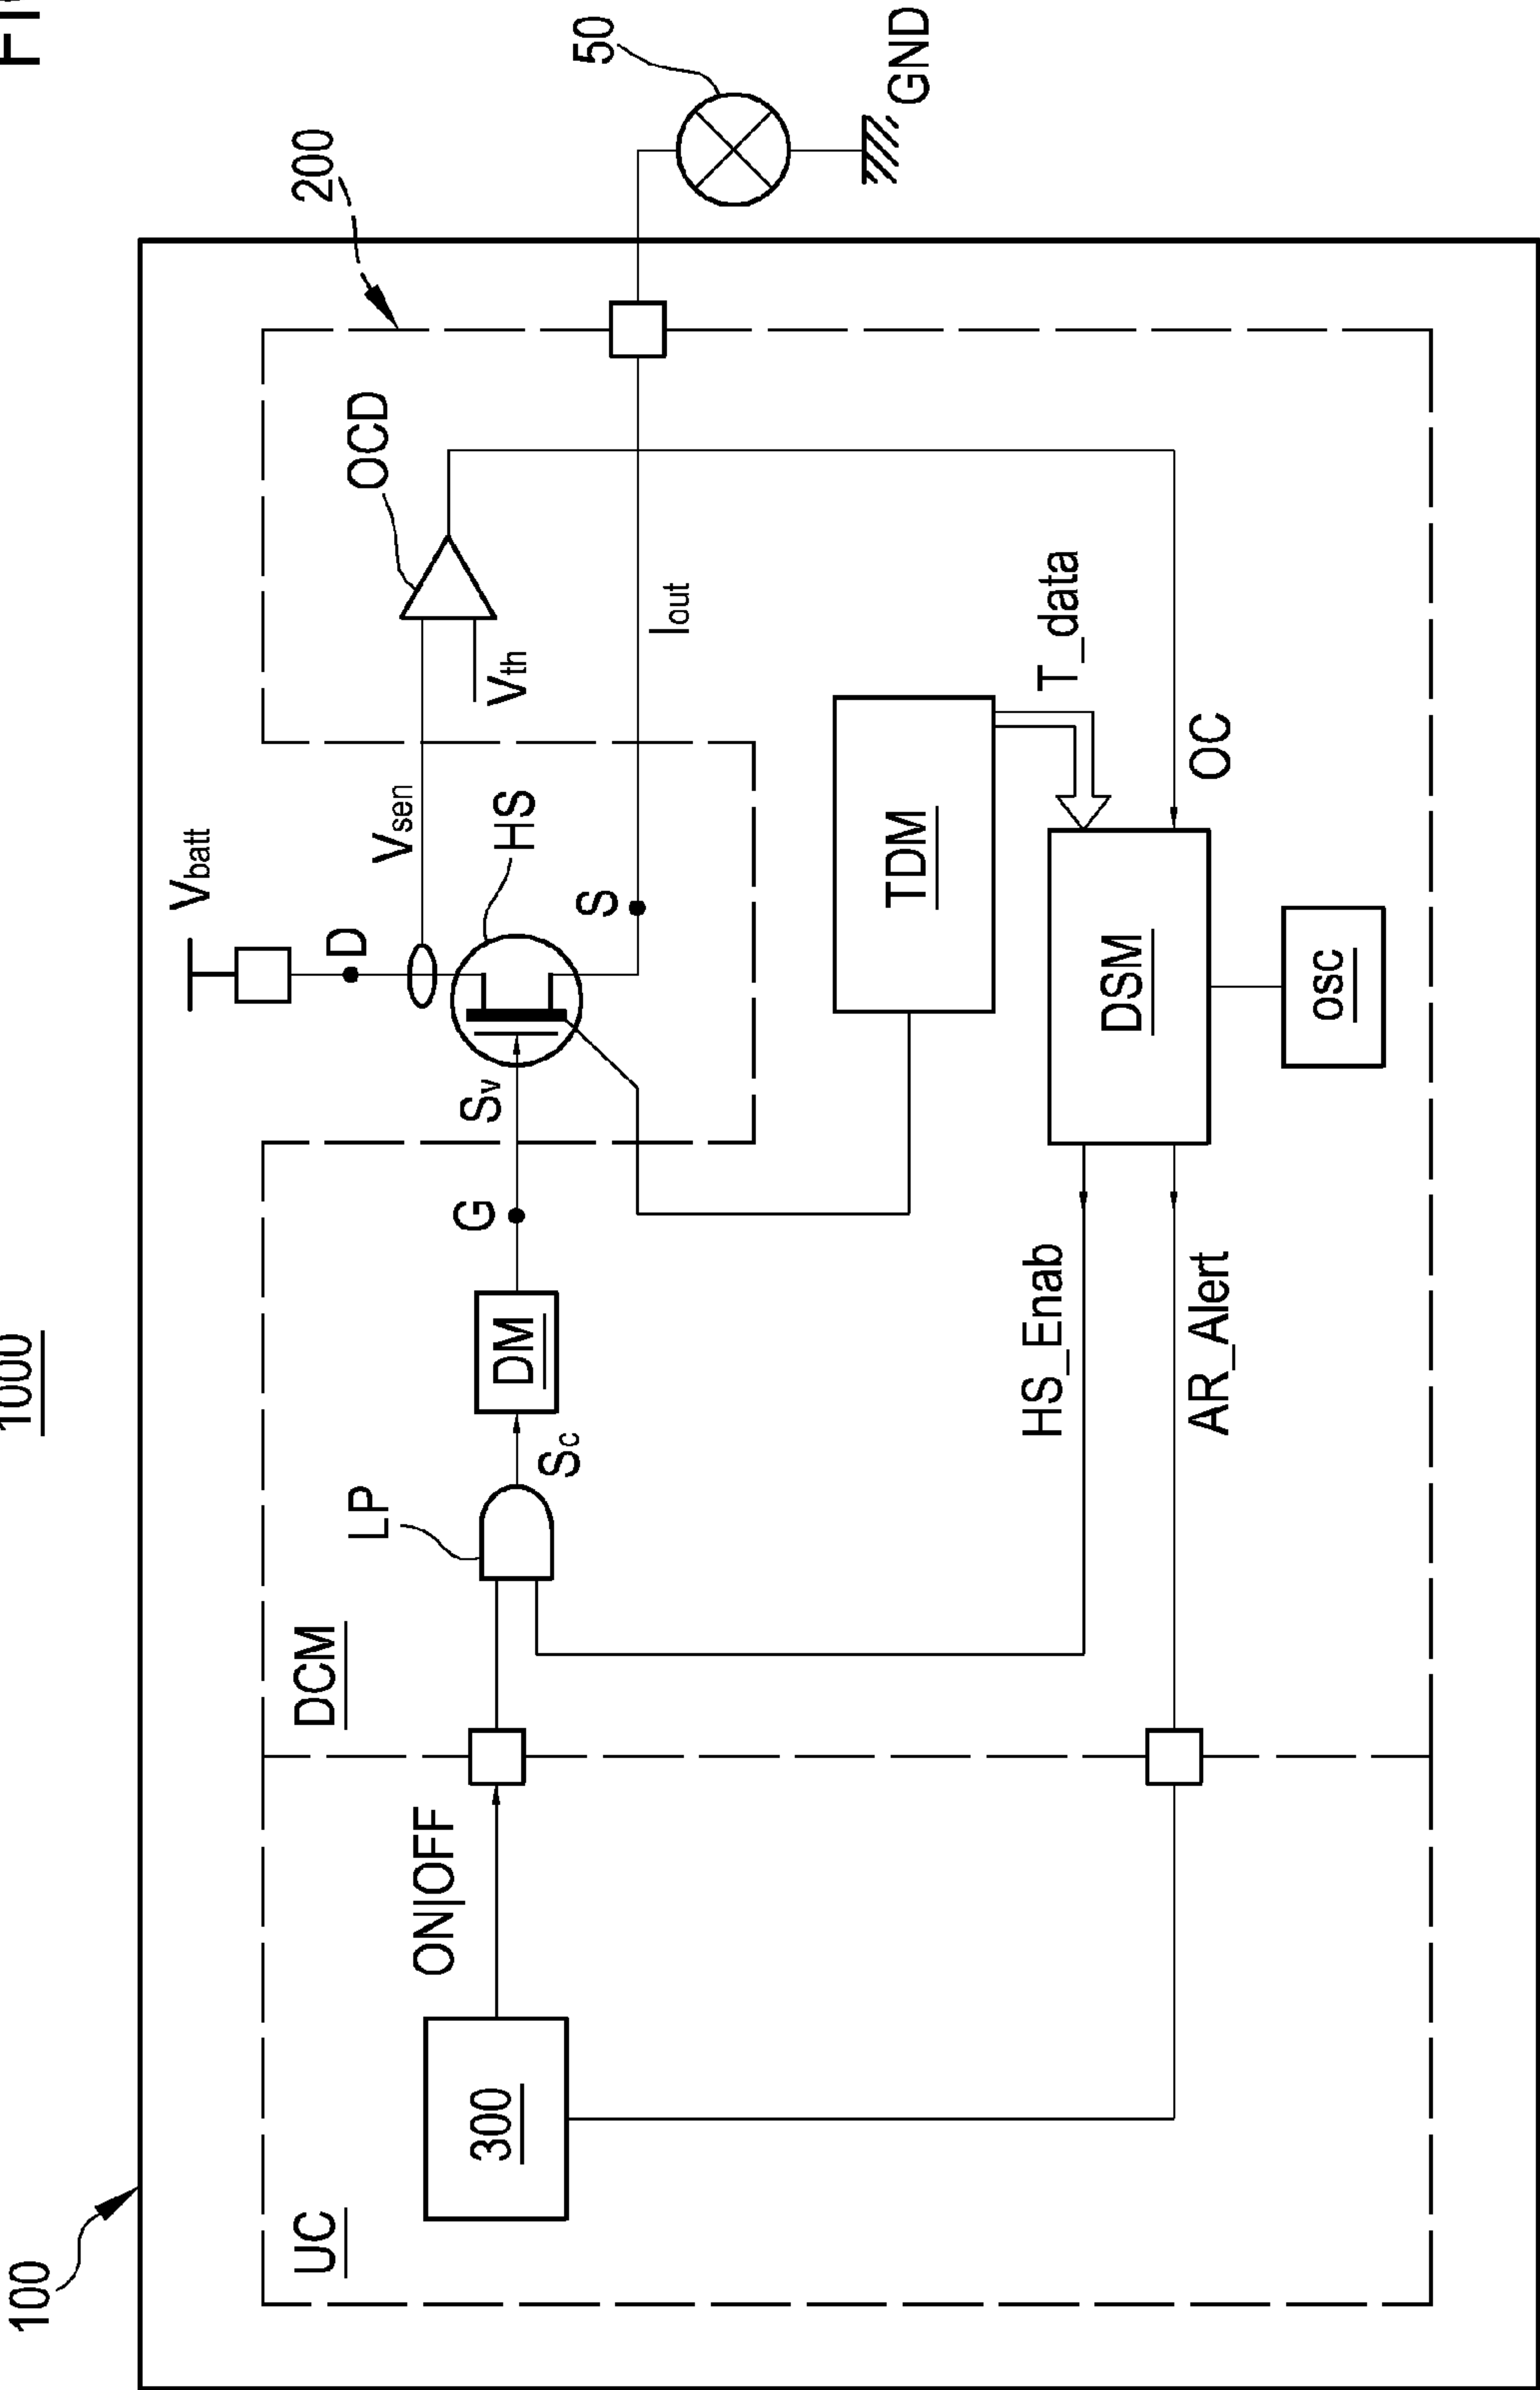 1000
100
200
50
GND
Vbatt
D
Vsen
HS
OCD
Vth
S
Iout
Sv
G
DM
Sc
LP
DCM
ON|OFF
300
UC
TDM
T_data
OC
DSM
osc
HS_Enab
AR_Alert